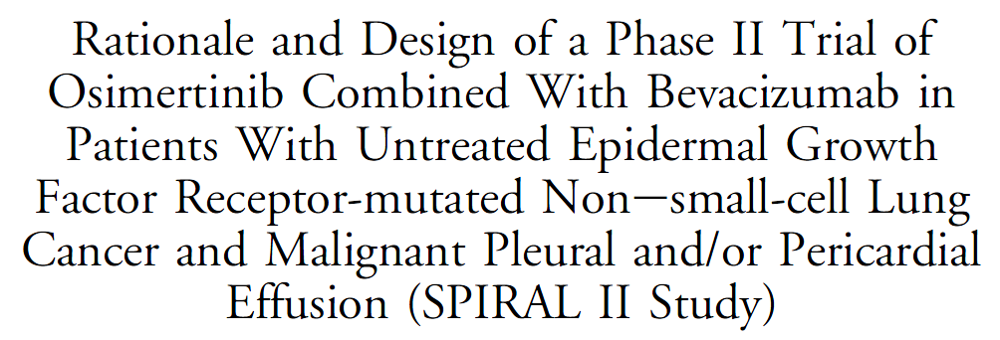 Rationale and Design of a Phase II Trial of
Osimertinib Combined With Bevacizumab in
Patients With Untreated Epidermal Growth
Factor Receptor-mutated Non—small-cell Lung
Cancer and Malignant Pleural and/or Pericardial
Effusion (SPIRAL II Study)